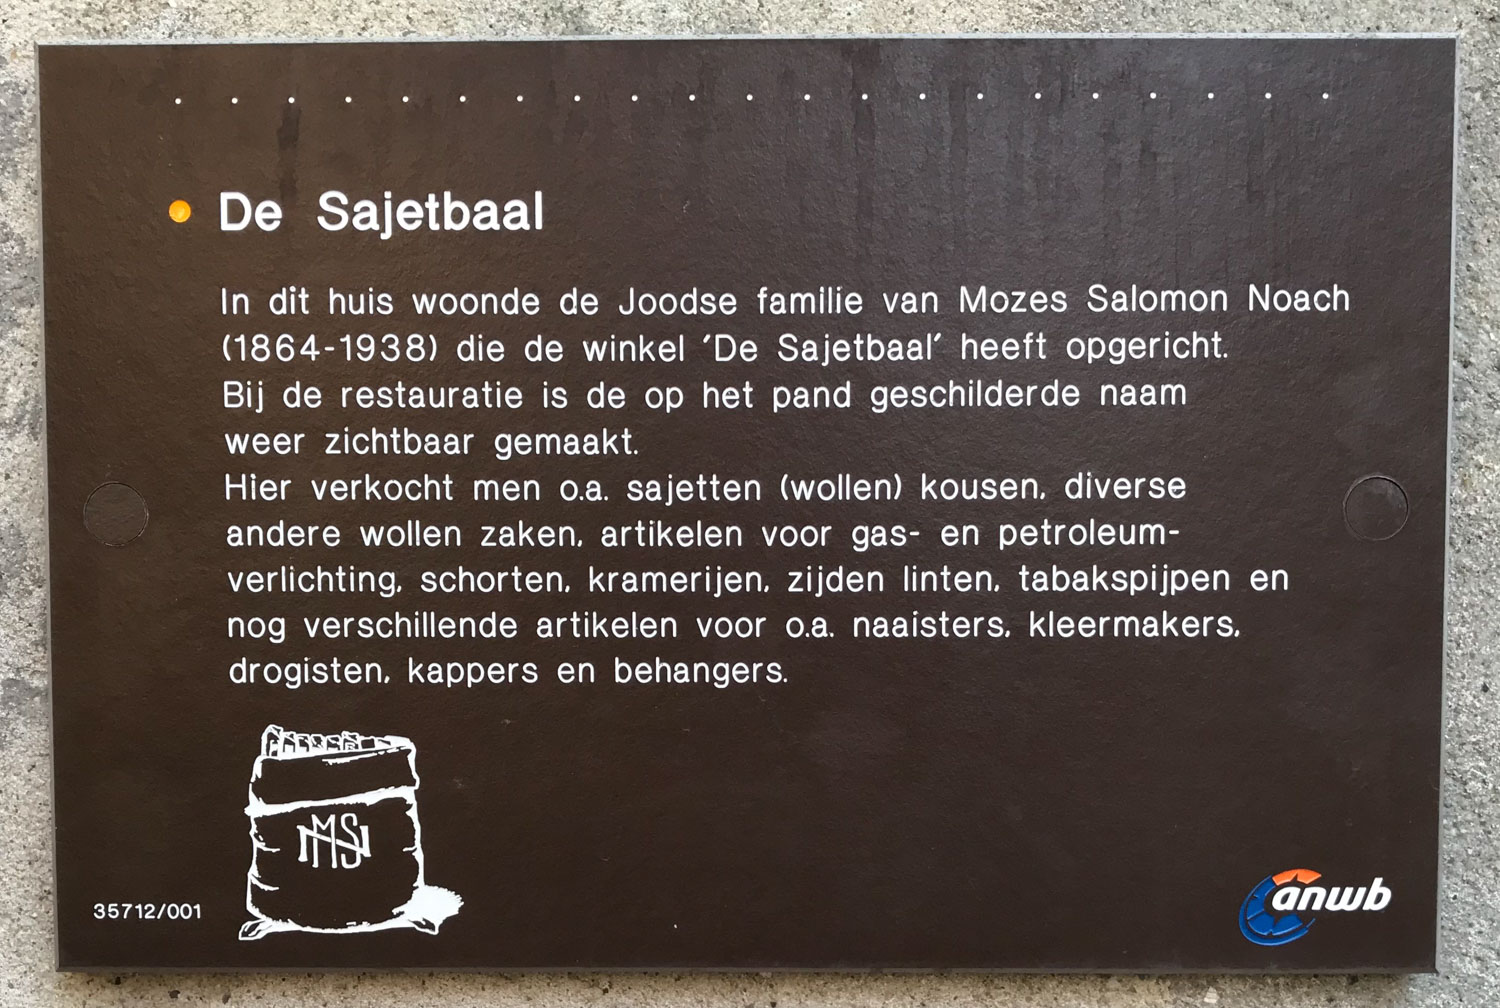 De Sajetbaal
In dit huis woonde de Joodse familie van Mozes Salomon Noach
(1864-1938) die de winkel ‘De Sajetbaal’ heeft opgericht.
Bij de restauratie is de op het pand geschilderde naam
weer zichtbaar gemaakt.
Hier verkocht men o.a. sajetten (wollen) kousen, diverse
andere wollen zaken, artikelen voor gas- en petroleum-
verlichting, schorten, kramerijen, zijden linten, tabakspijpen en
nog verschillende artikelen voor o.a. naaisters, kleermakers,
drogisten, kappers en behangers.
MSN
35712/001
anwb